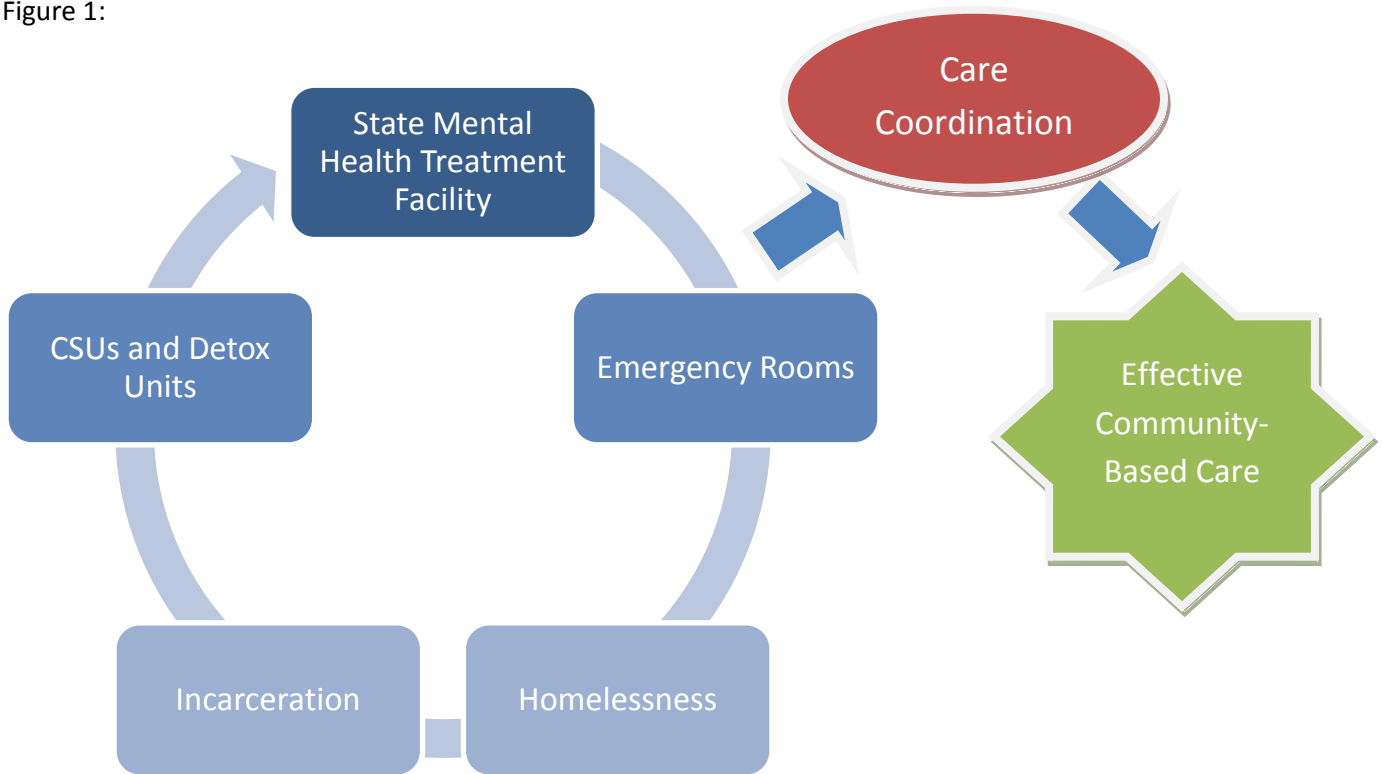 Figure 1:
Care
Coordination
State Mental
Health Treatment
Facility
CSUs and Detox
Units
Emergency Rooms
Effective
Community-
Based Care
Incarceration
Homelessness